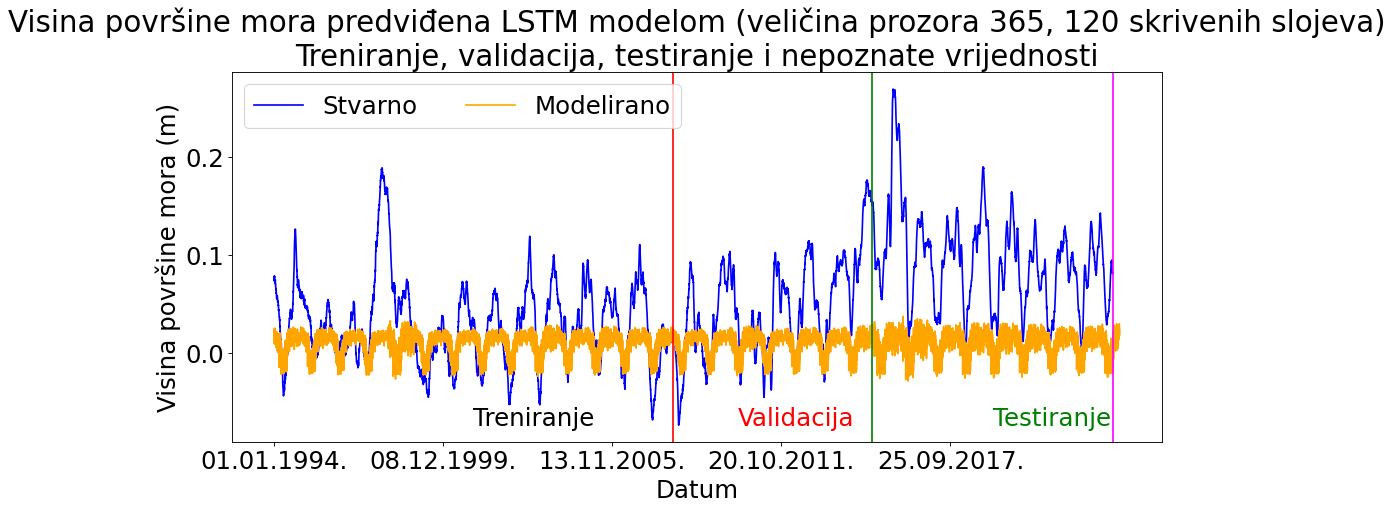 Visina površine mora predviđena LSTM modelom (veličina prozora 365, 120 skrivenih slojeva)
Treniranje, validacija, testiranje i nepoznate vrijednosti
Stvarno Modelirano
Visina površine mora (m)
0.2
0.1
0.0
Treniranje Validacija Testiranje
01.01.1994. 08.12.1999. 13.11.2005. 20.10.2011. 25.09.2017.
Datum